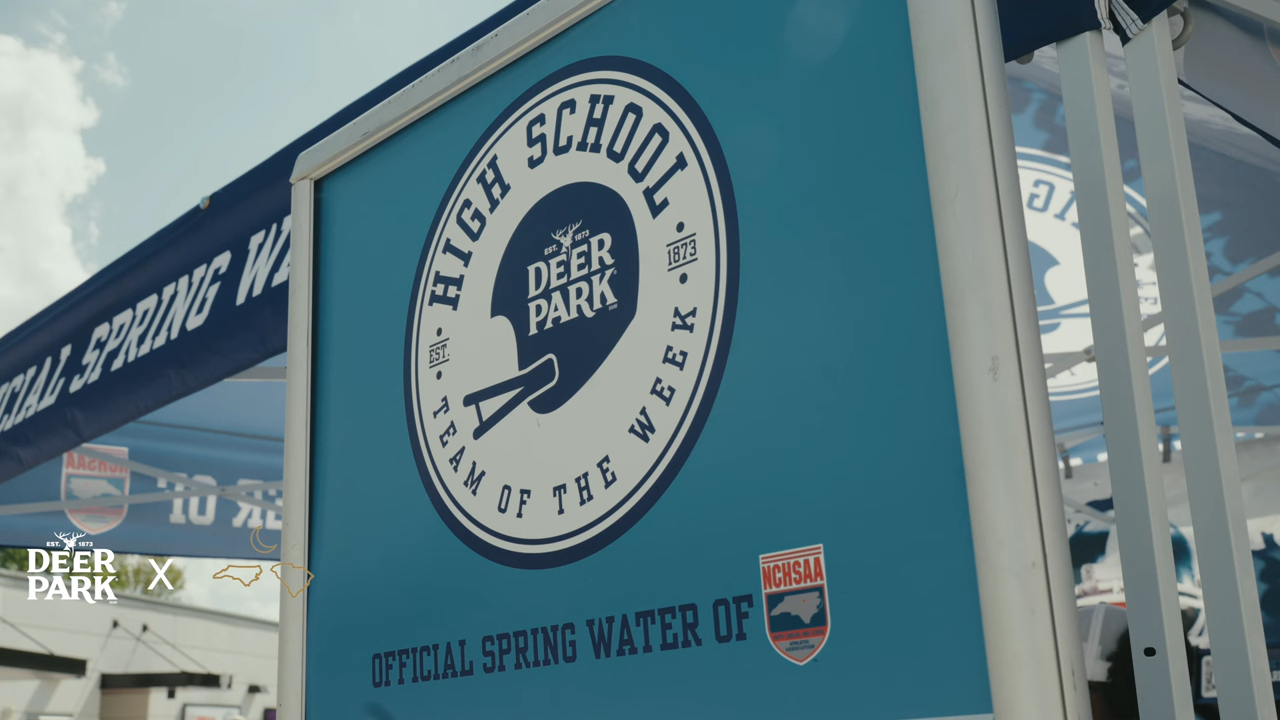 HIGH SCHOOL
EST. 1873
DEER
PARK
EST.
1873
TEAM OF THE WEEK
OFFICIAL SPRING WATER OF
NCHSAA
CIAL SPRING W
NCHSAA
EST. 1873
DEER
PARK
X